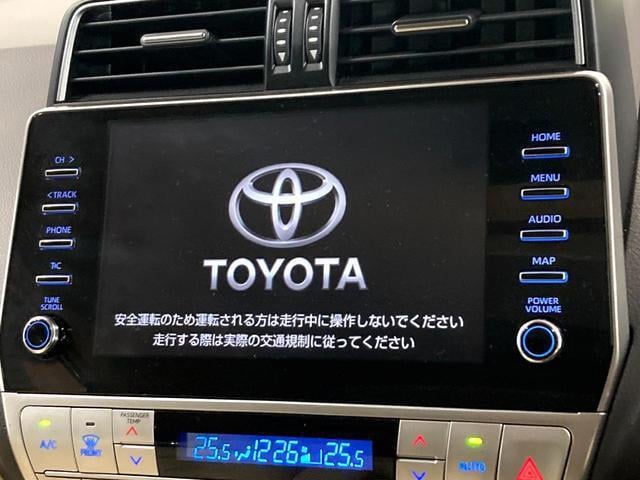 CH >
HOME
< TRACK
MENU
PHONE
AUDIO
T·C
MAP
TUNE
SCROLL
POWER
VOLUME
TOYOTA
安全運転のため運転される方は走行中に操作しないでください
走行する際は実際の交通規制に従ってください
A/C
FRONT
PASSENGER
TEMP
25.5 12:26 25.5
AUTO